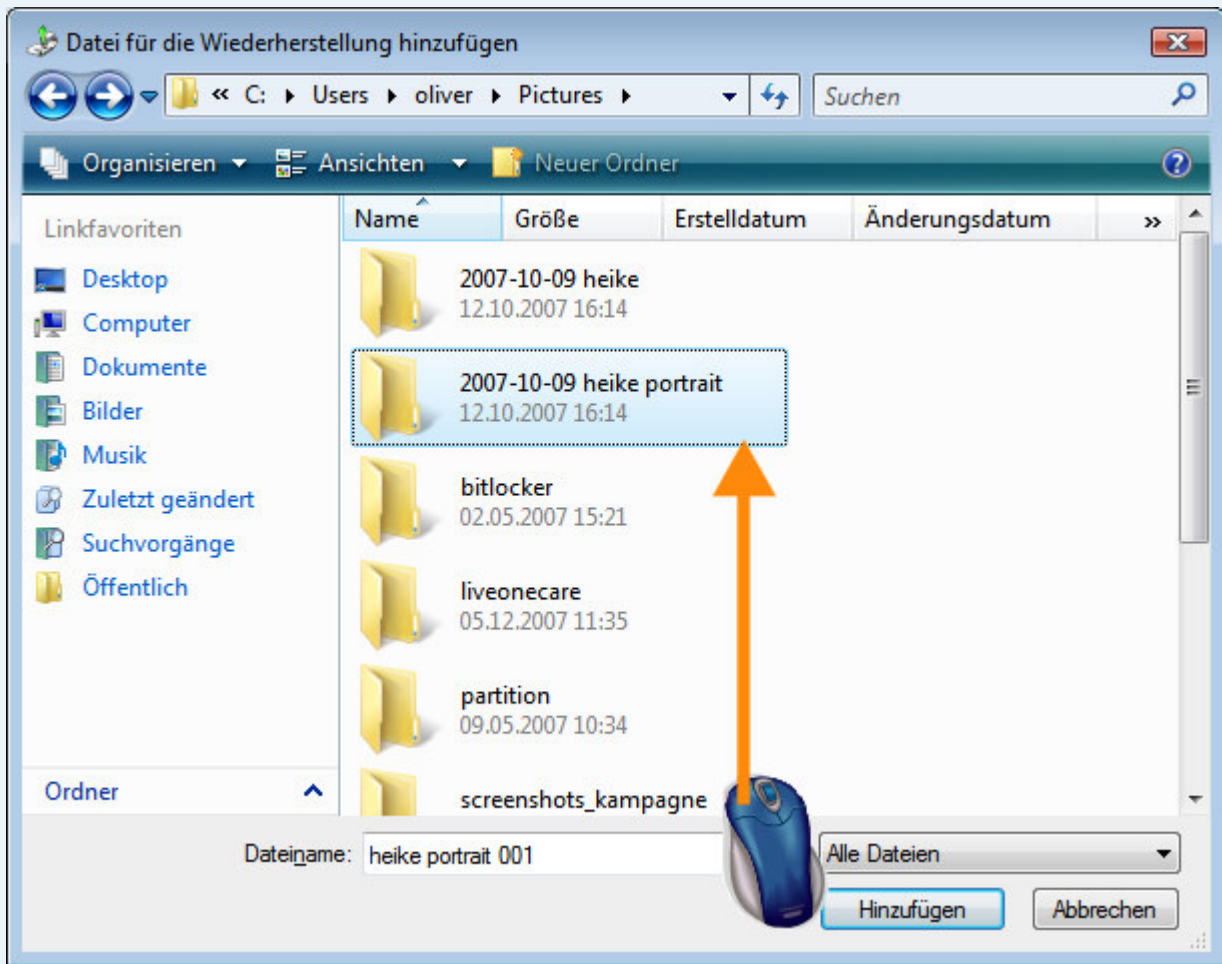 Datei für die Wiederherstellung hinzufügen
« C: ▸ Users ▸ oliver ▸ Pictures ▸
Suchen
Organisieren
Ansichten
Neuer Ordner
Linkfavoriten
Desktop
Computer
Dokumente
Bilder
Musik
Zuletzt geändert
Suchvorgänge
Öffentlich
Ordner
Name Größe Erstelldatum Änderungsdatum »
2007-10-09 heike
12.10.2007 16:14
2007-10-09 heike portrait
12.10.2007 16:14
bitlocker
02.05.2007 15:21
liveonecare
05.12.2007 11:35
partition
09.05.2007 10:34
screenshots_kampagne
Dateiname: heike portrait 001
Alle Dateien
Hinzufügen
Abbrechen